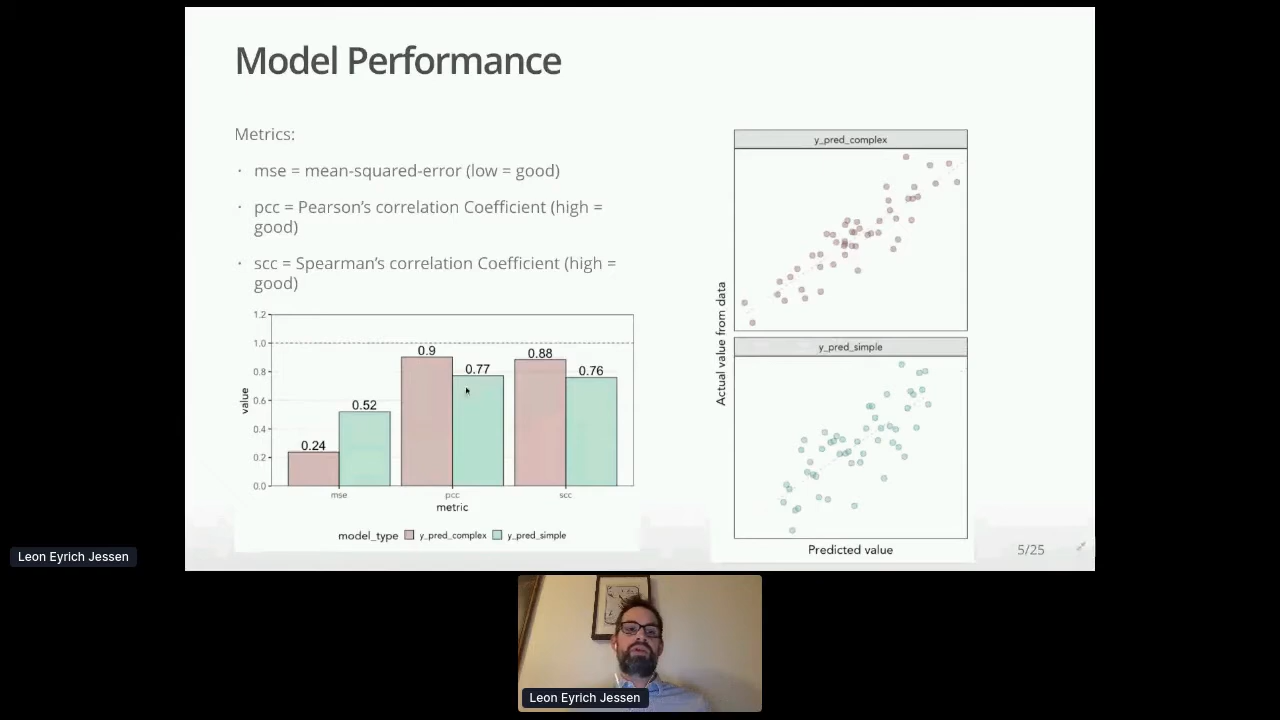 Model Performance
Metrics:
· mse = mean-squared-error (low = good)
· pcc = Pearson’s correlation Coefficient (high =
good)
· scc = Spearman’s correlation Coefficient (high =
good)
1.2
1.0
0.8
0.6
0.4
0.2
0.0
value
0.24
0.52
0.9
0.77
0.88
0.76
mse
pcc
scc
metric
model_type
y_pred_complex
y_pred_simple
y_pred_complex
y_pred_simple
Actual value from data
Predicted value
5/25
Leon Eyrich Jessen
Leon Eyrich Jessen